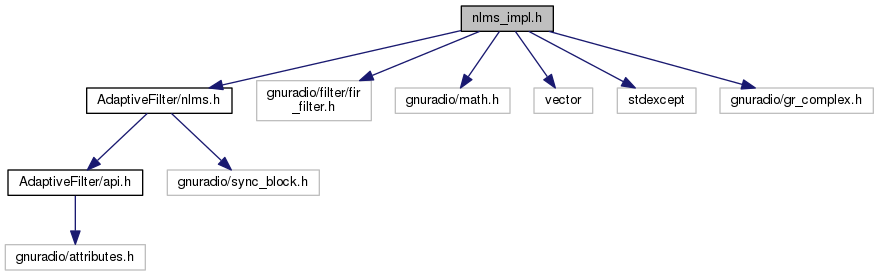 nlms_impl.h
AdaptiveFilter/nlms.h
gnuradio/filter/fir
_filter.h
gnuradio/math.h
vector
stdexcept
gnuradio/gr_complex.h
AdaptiveFilter/api.h
gnuradio/sync_block.h
gnuradio/attributes.h